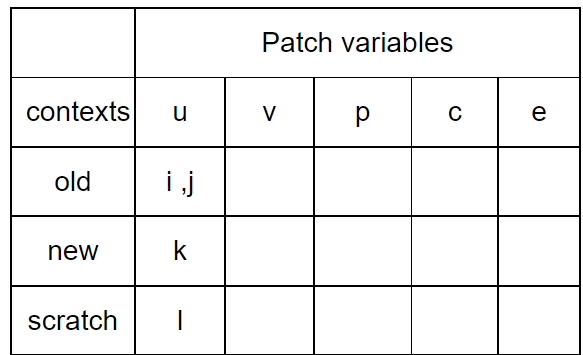 Patch variables
contexts u v p c e
old i ,j
new k
scratch l